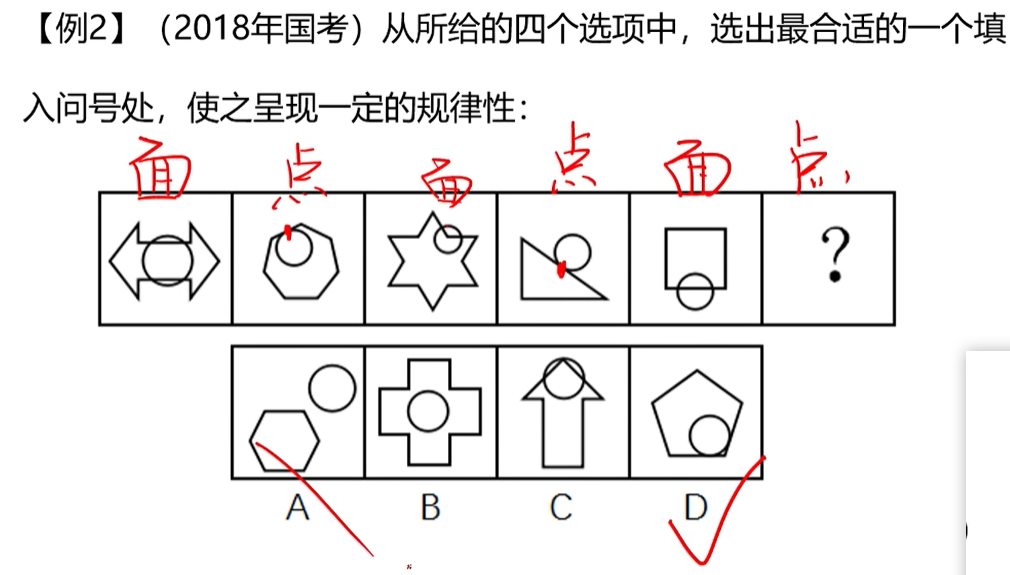 【例2】（2018年国考）从所给的四个选项中，选出最合适的一个填
入问号处，使之呈现一定的规律性：
面 点 面 点 面 点
?
A B C D